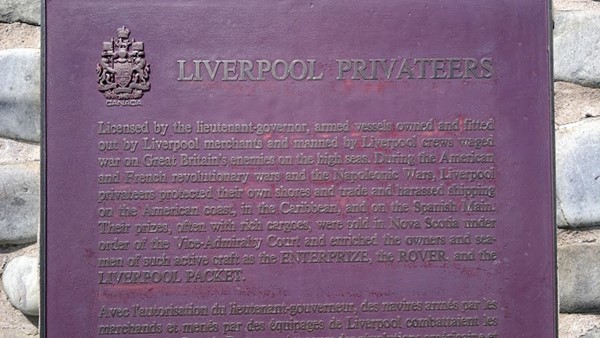 CANADA
LIVERPOOL PRIVATEERS
Licensed by the lieutenant-governor, armed vessels owned and fitted
out by Liverpool merchants and manned by Liverpool crews waged
war on Great Britain's enemies on the high seas. During the American
and French revolutionary wars and the Napoleonic Wars, Liverpool
privateers protected their own shores and trade and harassed shipping
on the American coast, in the Caribbean, and on the Spanish Main.
Their prizes, often with rich cargoes, were sold in Nova Scotia under
order of the Vice-Admiralty Court and enriched the owners and sea-
men of such active craft as the ENTERPRIZE, the ROVER, and the
LIVERPOOL PACKET.
Avec l'autorisation du lieutenant-gouverneur, des navires armés par les
marchands et menés par des équipages de Liverpool combattaient les